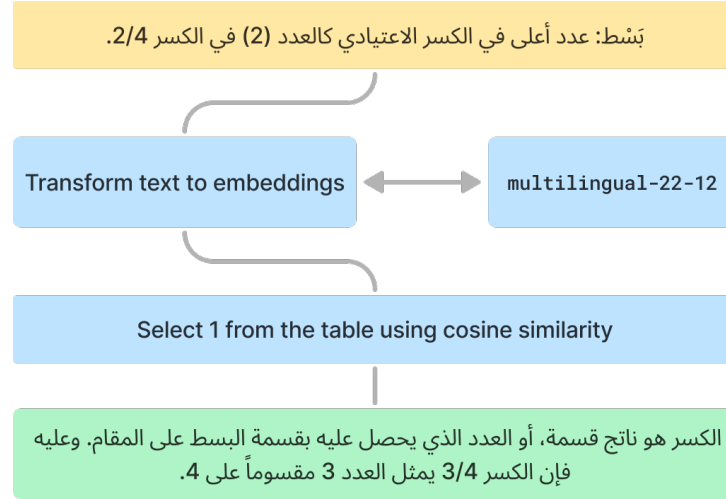 بَسْط: عدد أعلى في الكسر الاعتيادي كالعدد (2) في الكسر 2/4.
Transform text to embeddings
multilingual-22-12
Select 1 from the table using cosine similarity
الكسر هو ناتج قسمة، أو العدد الذي يحصل عليه بقسمة البسط على المقام. وعليه
فإن الكسر 3/4 يمثل العدد 3 مقسوماً على 4.